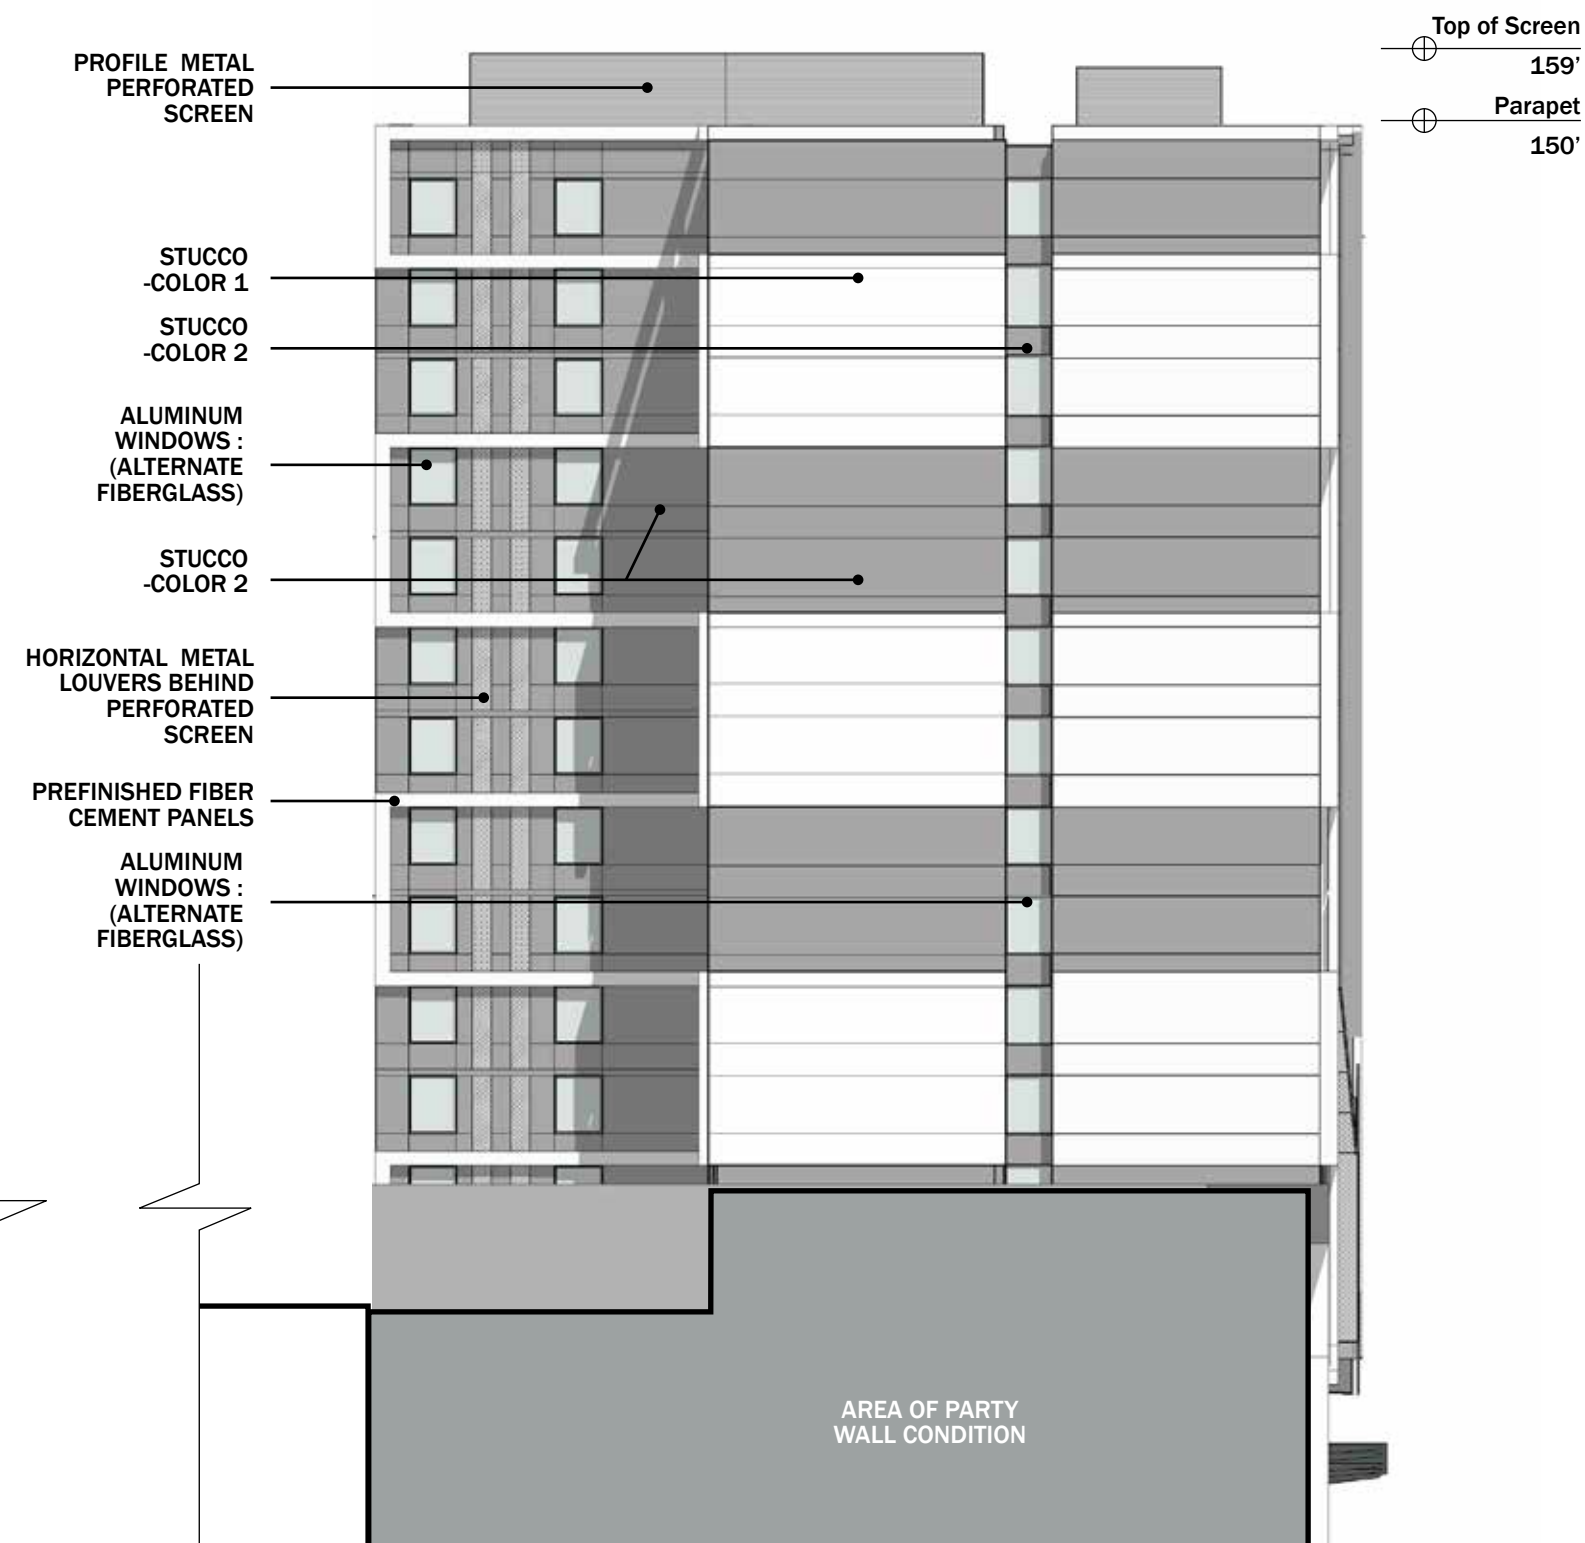 PROFILE METAL
PERFORATED
SCREEN
STUCCO
-COLOR 1
STUCCO
-COLOR 2
ALUMINUM
WINDOWS :
(ALTERNATE
FIBERGLASS)
STUCCO
-COLOR 2
HORIZONTAL METAL
LOUVERS BEHIND
PERFORATED
SCREEN
PREFINISHED FIBER
CEMENT PANELS
ALUMINUM
WINDOWS :
(ALTERNATE
FIBERGLASS)
Top of Screen
159'
Parapet
150'
AREA OF PARTY
WALL CONDITION